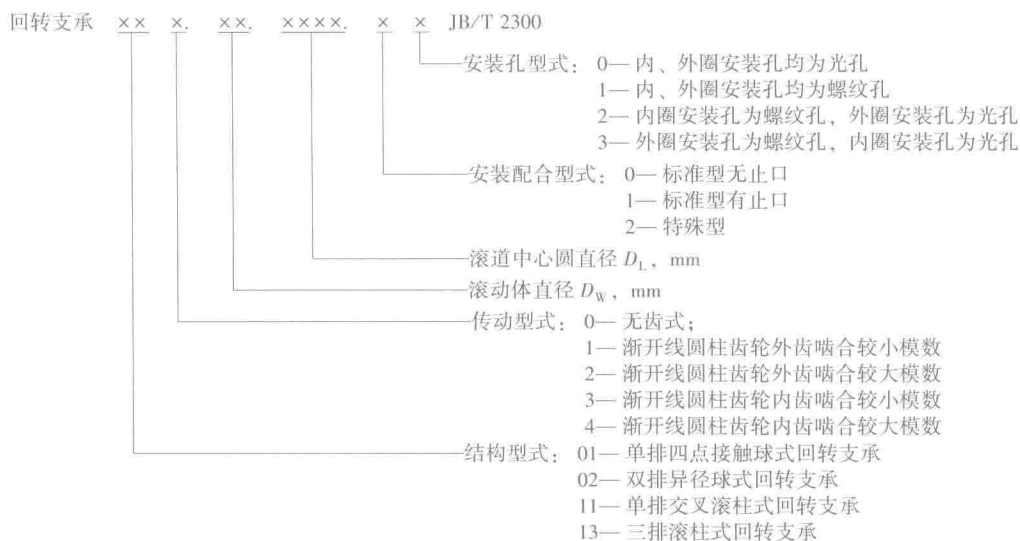 回转支承 ×× ×. ××. ××××. × × JB/T 2300
安装孔型式：0— 内、外圈安装孔均为光孔
1— 内、外圈安装孔均为螺纹孔
2— 内圈安装孔为螺纹孔，外圈安装孔为光孔
3— 外圈安装孔为螺纹孔，内圈安装孔为光孔
安装配合型式：0— 标准型无止口
1— 标准型有止口
2— 特殊型
滚道中心圆直径 D_L，mm
滚动体直径 D_W，mm
传动型式：0— 无齿式；
1— 渐开线圆柱齿轮外齿啮合较小模数
2— 渐开线圆柱齿轮外齿啮合较大模数
3— 渐开线圆柱齿轮内齿啮合较小模数
4— 渐开线圆柱齿轮内齿啮合较大模数
结构型式：01— 单排四点接触球式回转支承
02— 双排异径球式回转支承
11— 单排交叉滚柱式回转支承
13— 三排滚柱式回转支承